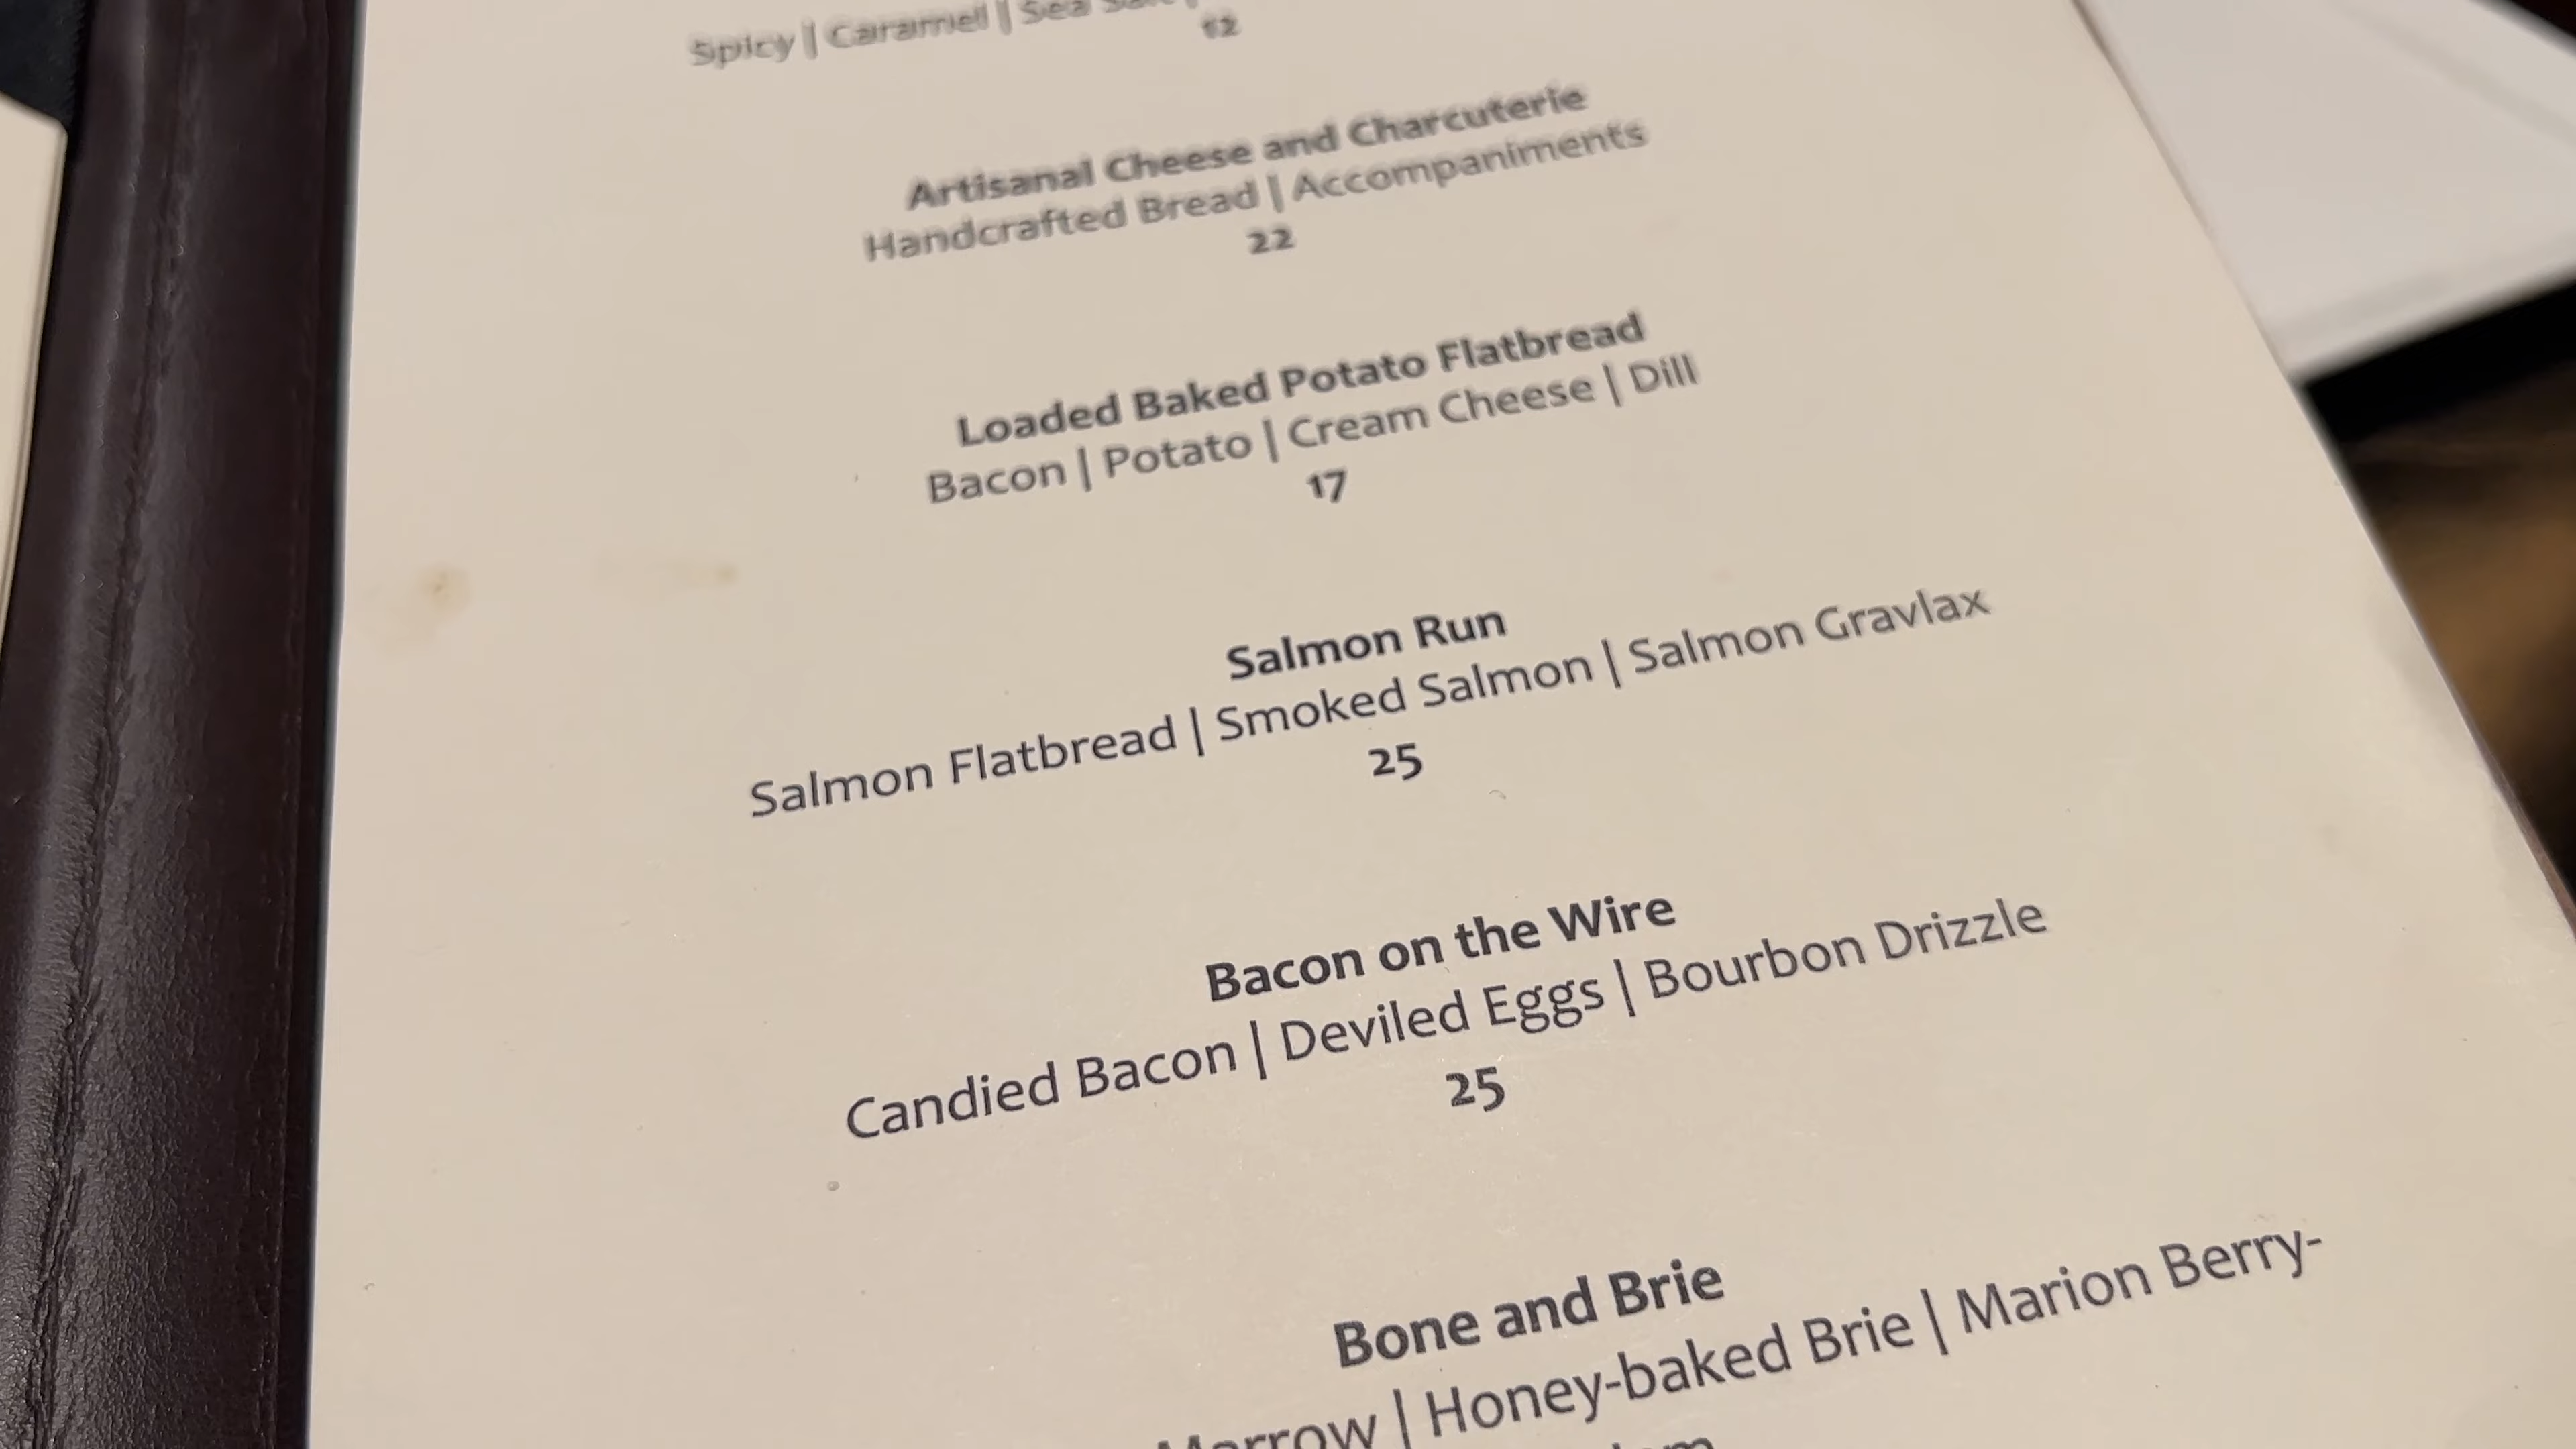 Spicy | Caramel | Sea
12
Artisanal Cheese and Charcuterie
Handcrafted Bread | Accompaniments
22
Loaded Baked Potato Flatbread
Bacon | Potato | Cream Cheese | Dill
17
Salmon Run
Salmon Flatbread | Smoked Salmon | Salmon Gravlax
25
Bacon on the Wire
Candied Bacon | Deviled Eggs | Bourbon Drizzle
25
Bone and Brie
Marrow | Honey-baked Brie | Marion Berry-